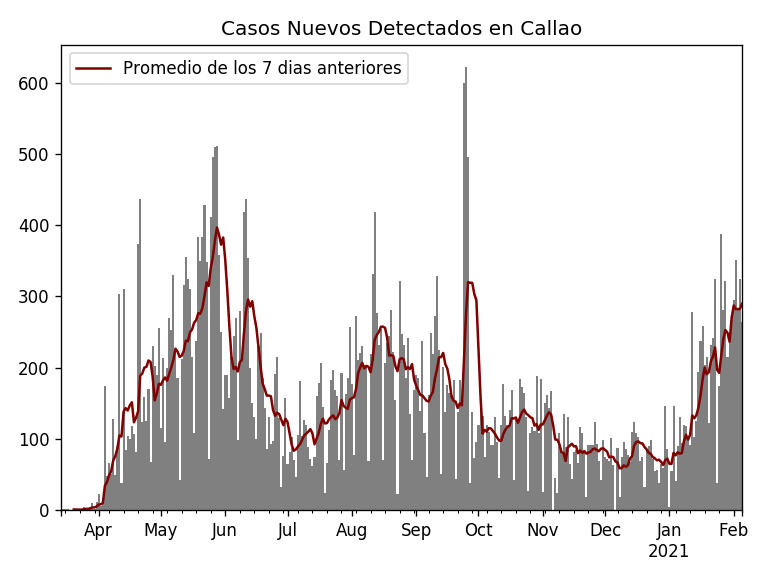 Casos Nuevos Detectados en Callao
Promedio de los 7 dias anteriores
600
500
400
300
200
100
0
Apr May Jun Jul Aug Sep Oct Nov Dec Jan Feb
2021